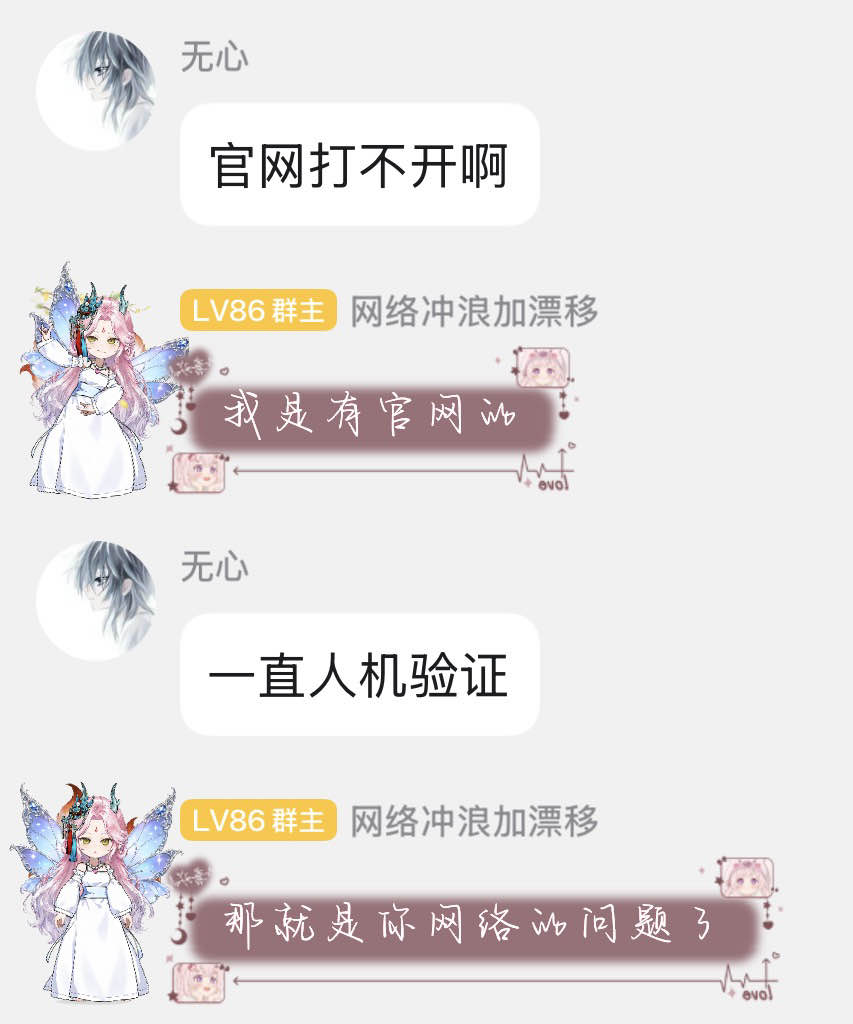 无心
官网打不开啊
LV86 群主 网络冲浪加漂移
我是有官网的
love
无心
一直人机验证
LV86 群主 网络冲浪加漂移
那就是你网络的问题了
love